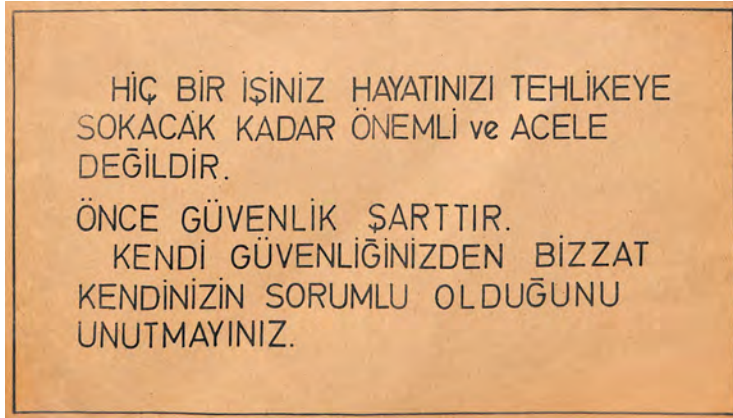 HİÇ BİR İŞİNİZ HAYATINIZI TEHLİKEYE
SOKACAK KADAR ÖNEMLİ ve ACELE
DEĞİLDİR.
ÖNCE GÜVENLİK ŞARTTIR.
KENDİ GÜVENLİĞİNİZDEN BİZZAT
KENDİNİZİN SORUMLU OLDUĞUNU
UNUTMAYINIZ.